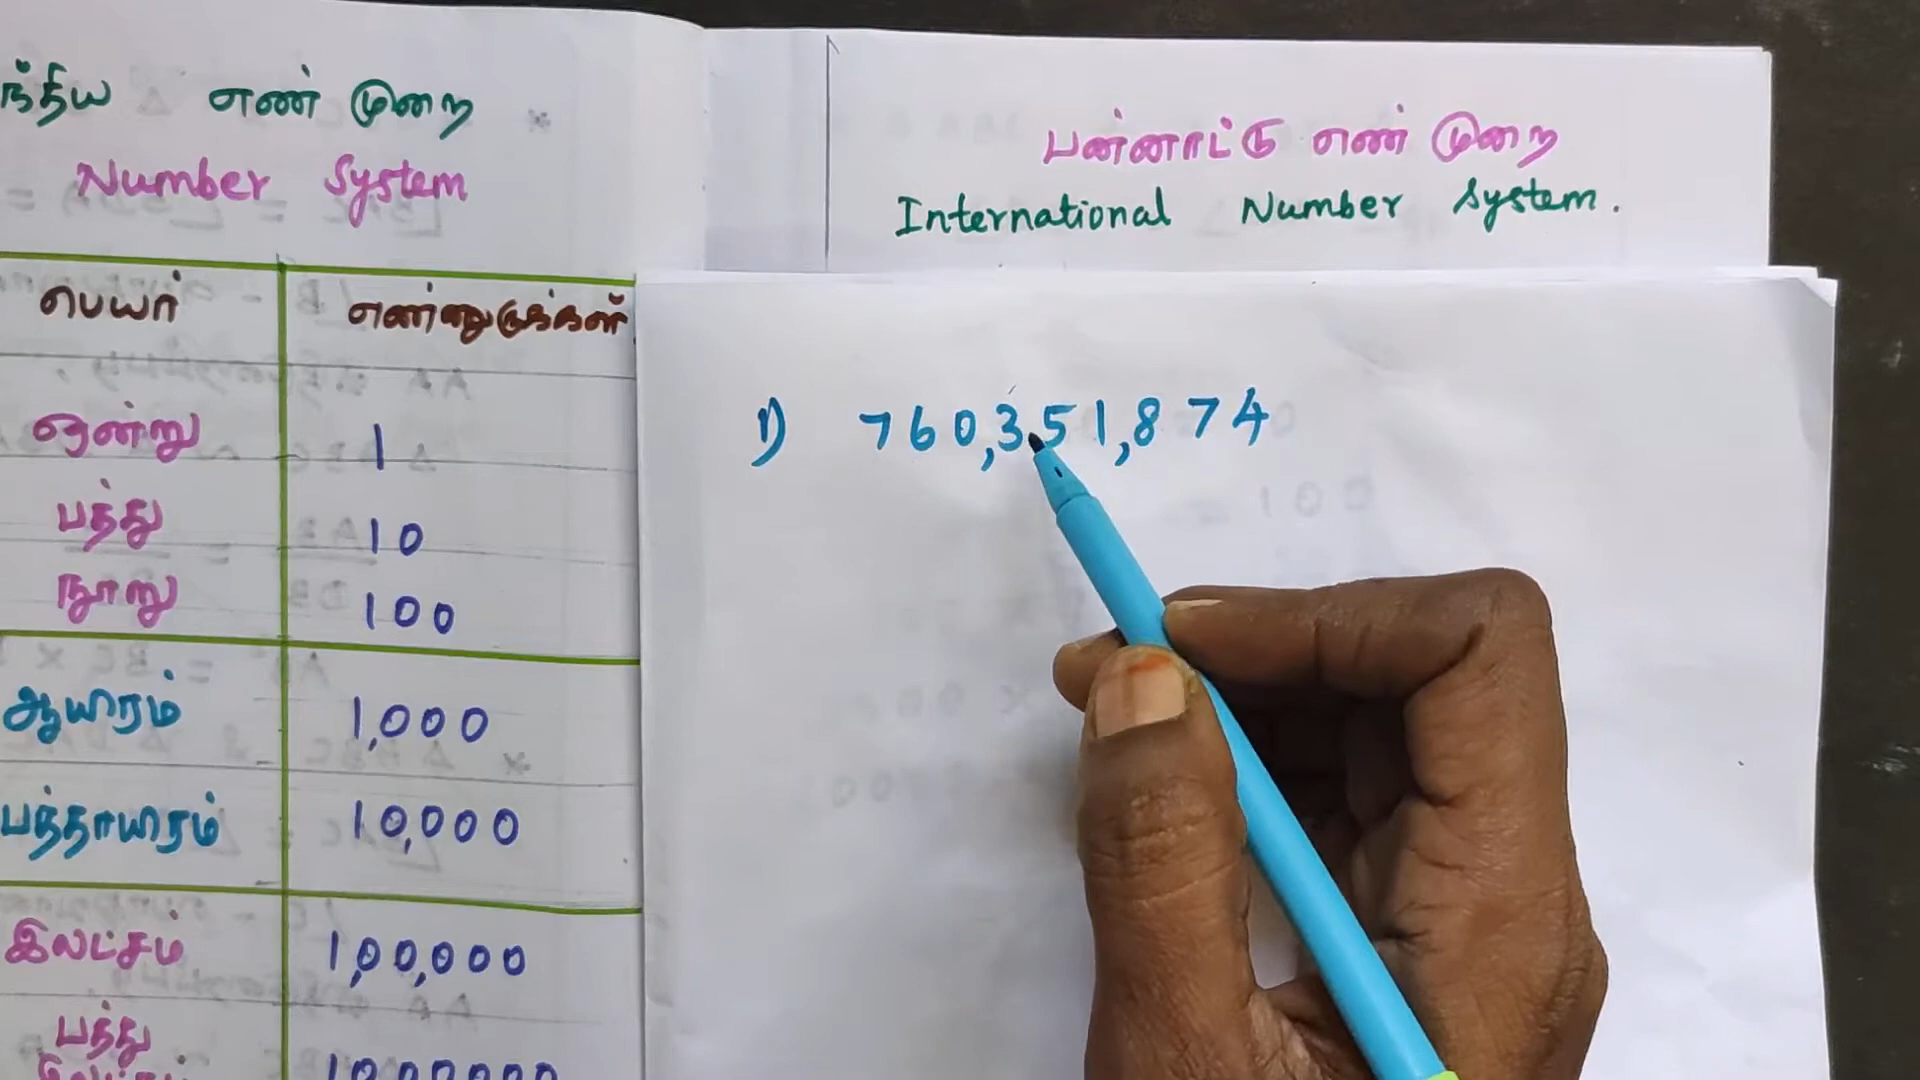 எண் முறை
Number System
பெயர் எண்ணுருக்கள்
ஒன்று 1
பத்து 10
நூறு 100
ஆயிரம் 1,000
பத்தாயிரம் 10,000
இலட்சம் 1,00,000
பத்து
பன்னாட்டு எண் முறை
International Number System.
1) 760,351,874